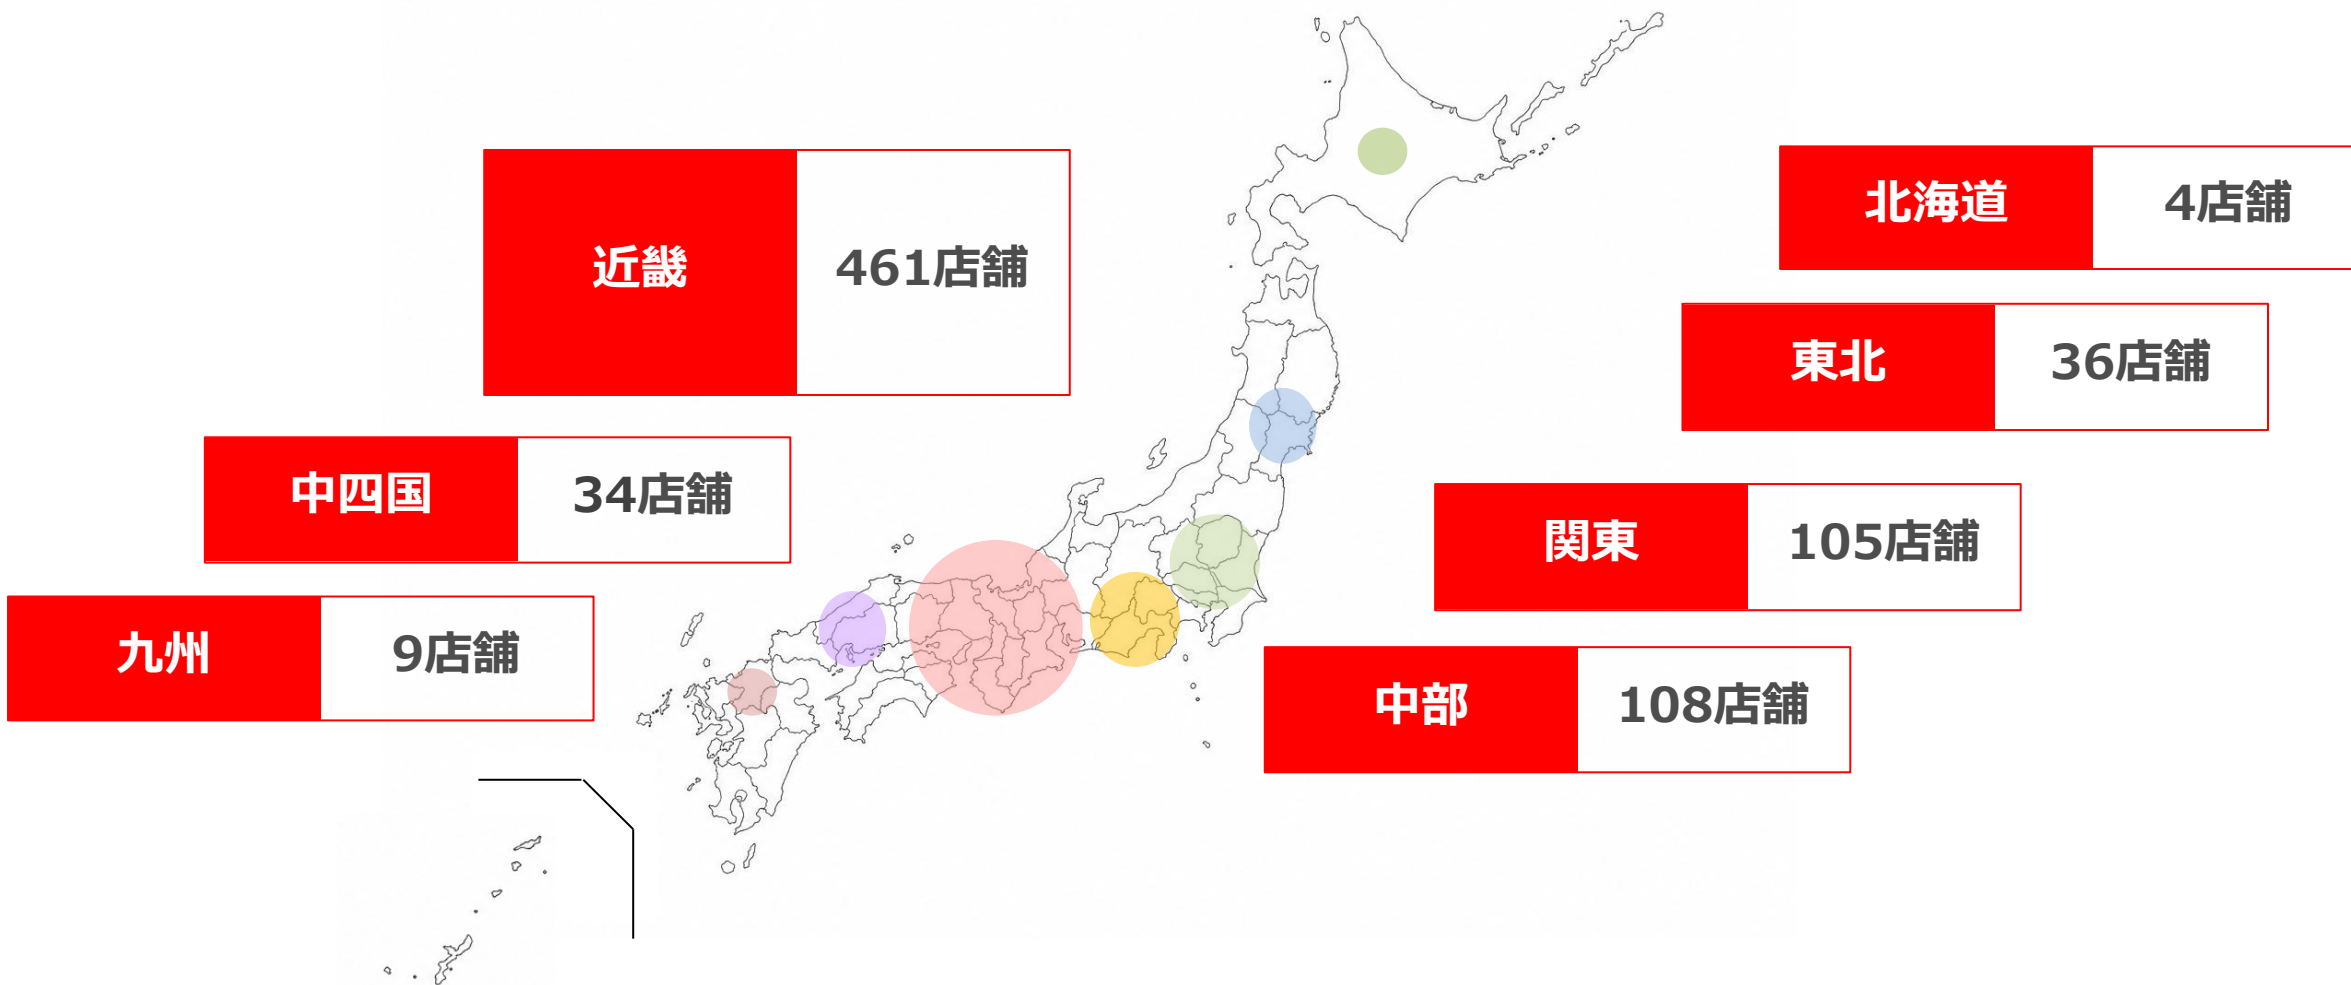 北海道 4店舗
近畿 461店舗
東北 36店舗
中四国 34店舗
関東 105店舗
九州 9店舗
中部 108店舗